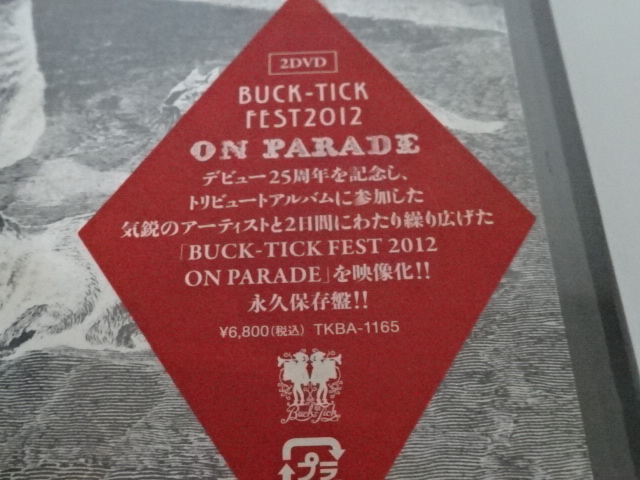 2DVD
BUCK-TICK
FEST2012
ON PARADE
デビュー25周年を記念し、
トリビュートアルバムに参加した
気鋭のアーティストと2日間にわたり繰り広げた
「BUCK-TICK FEST 2012
ON PARADE」を映像化!!
永久保存盤!!
¥6,800(税込) TKBA-1165
Buck-Tick
プラ